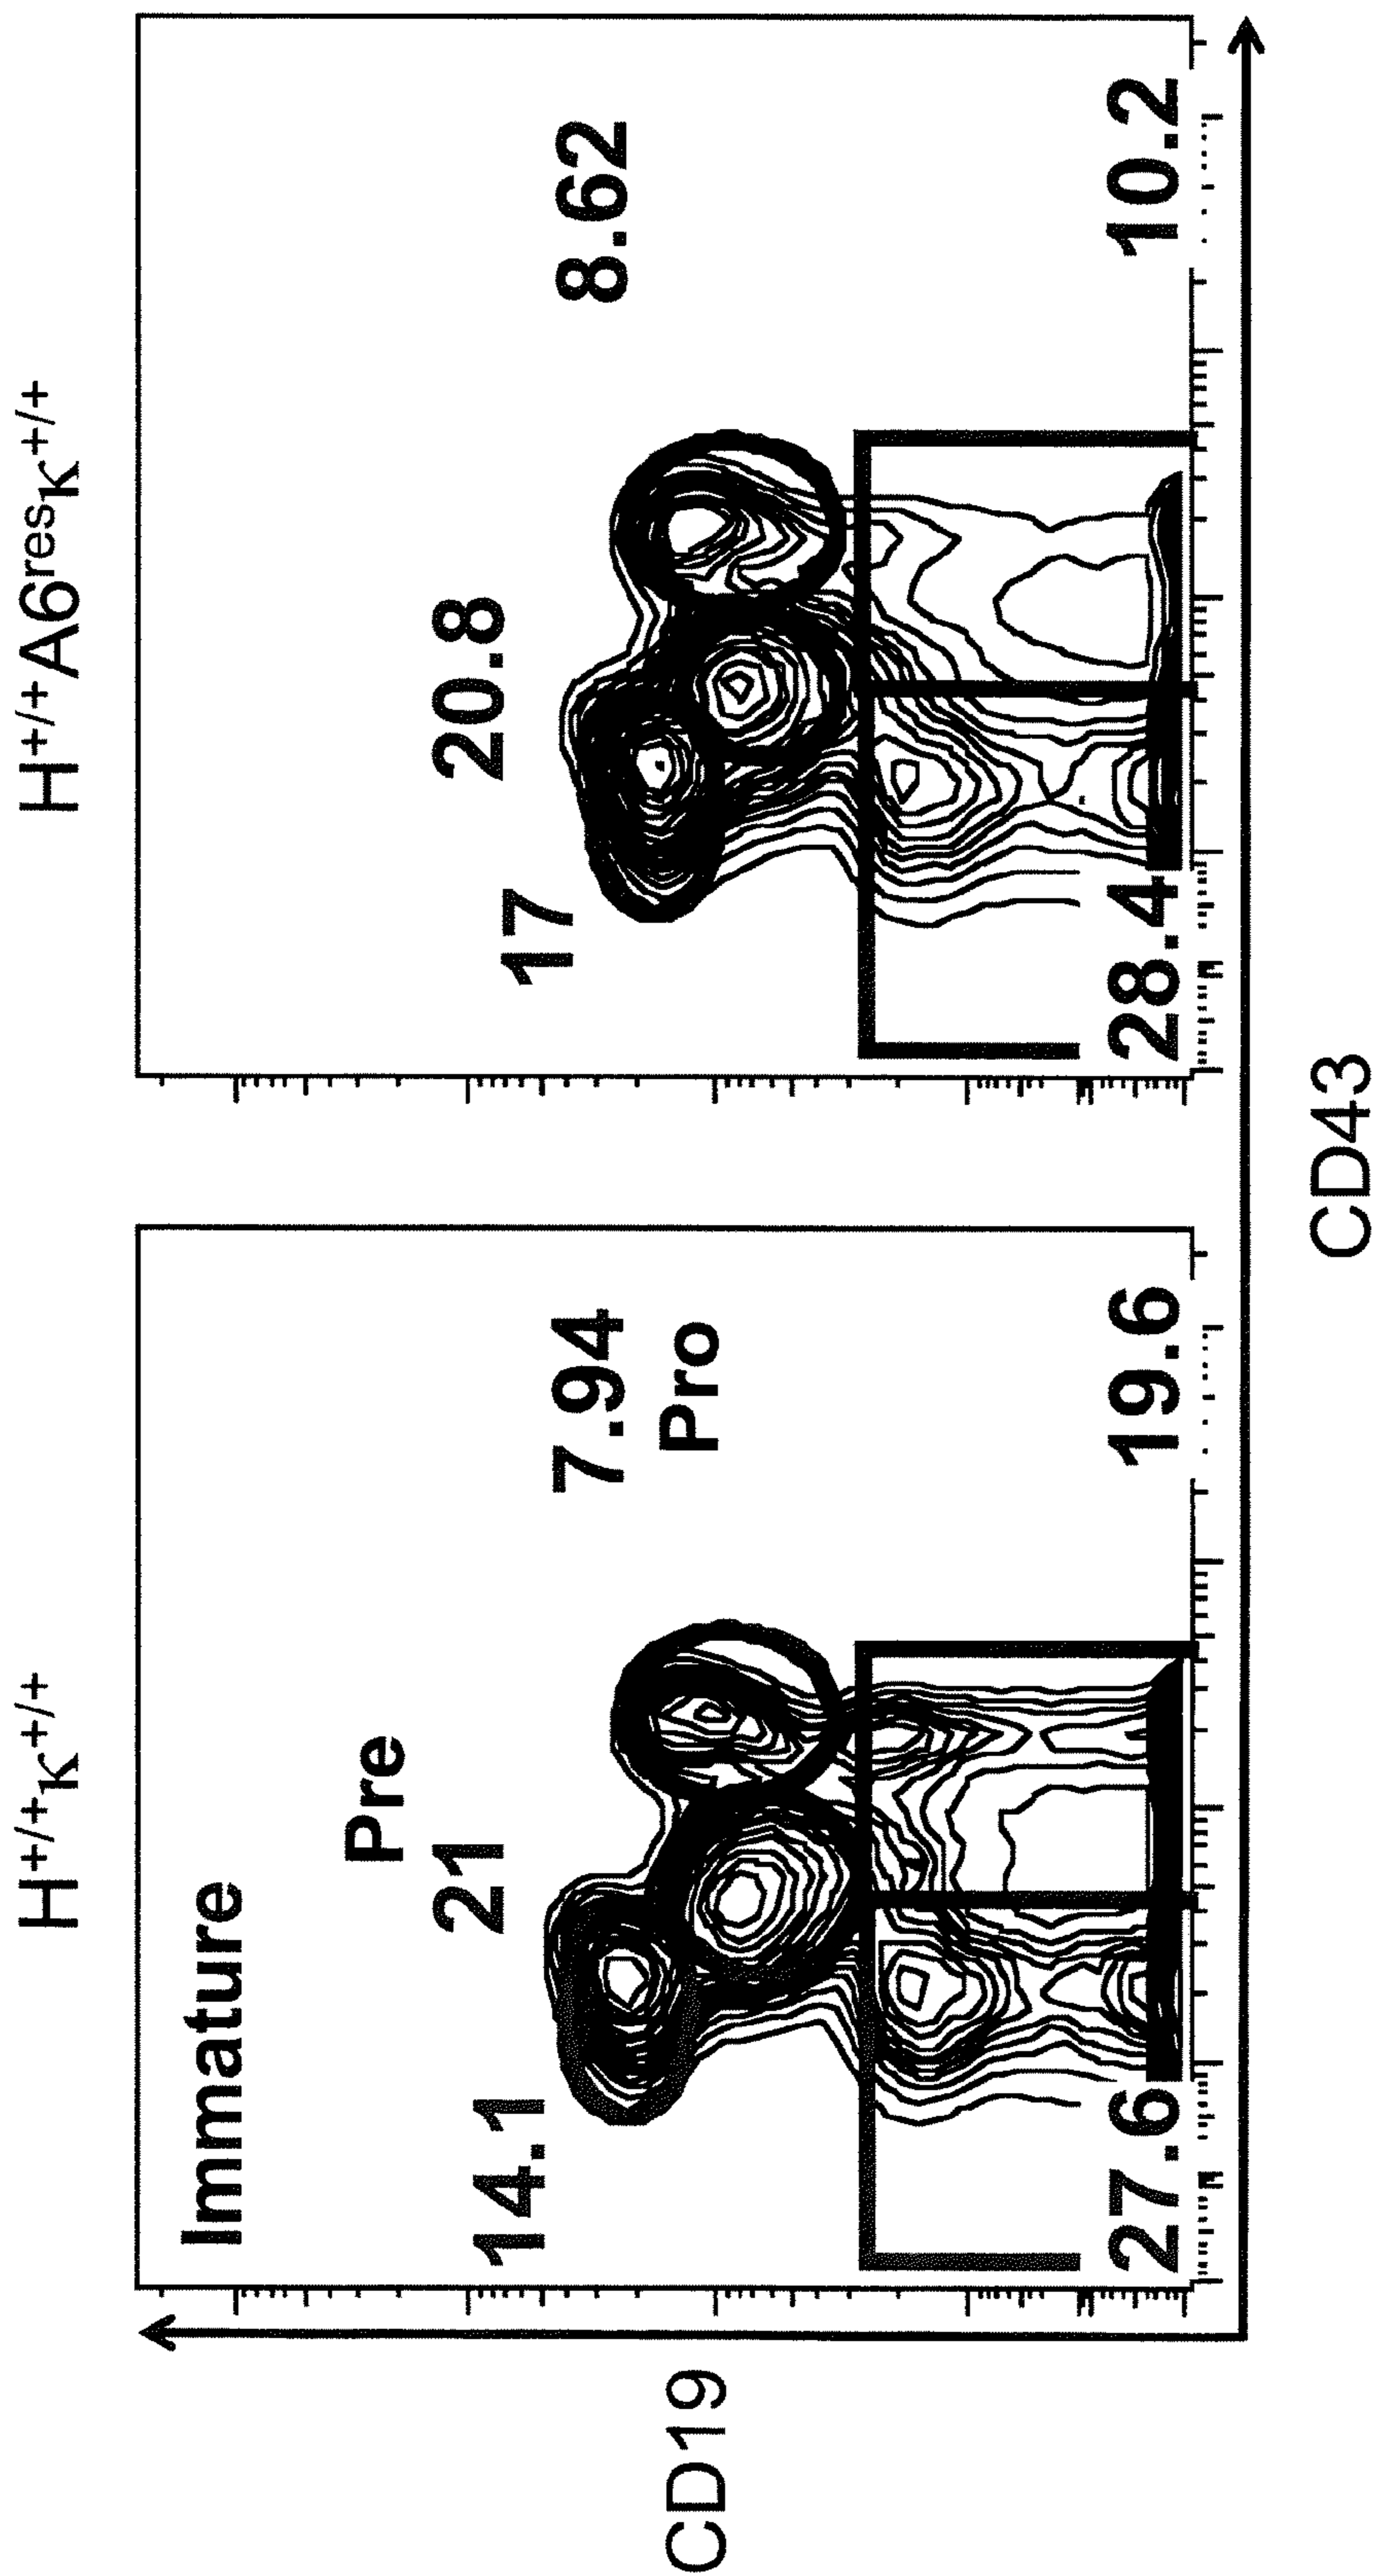 H+/+κ+/+
H+/+A6resκ+/+
Immature
Pre
14.1
21
7.94
Pro
27.6
19.6
17
20.8
8.62
28.4
10.2
CD19
CD43